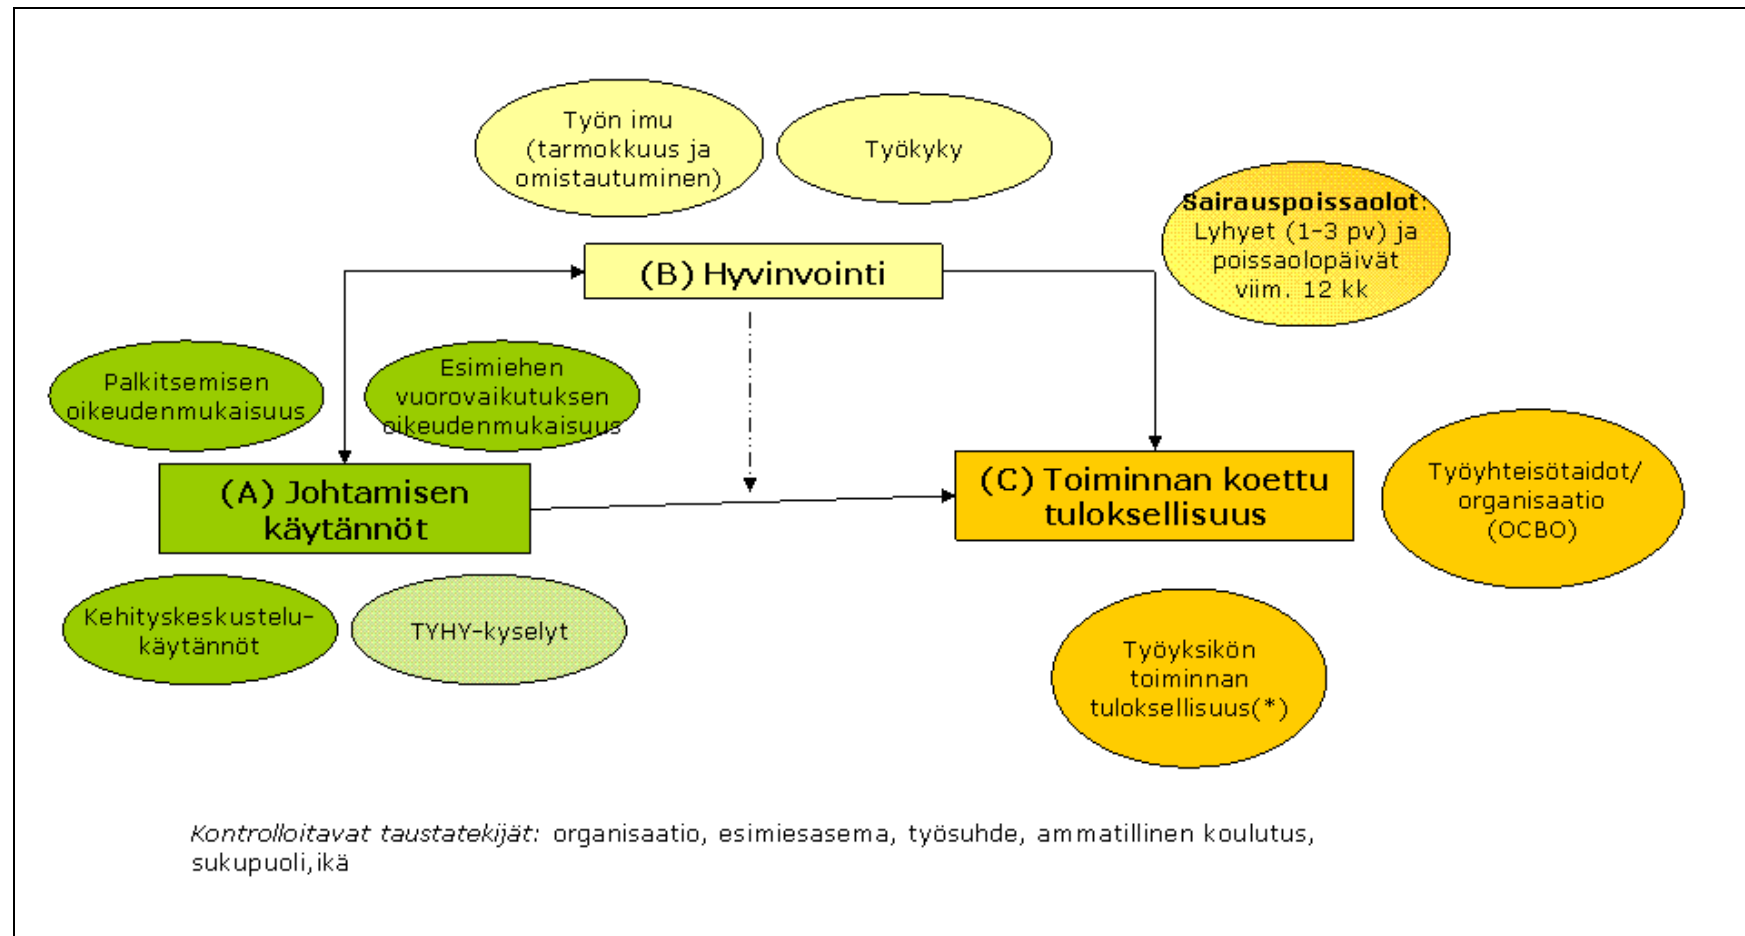 Työn imu
(tarmokkuus ja
omistautuminen)
Työkyky
Sairauspoissaolot:
Lyhyet (1-3 pv) ja
poissaolopäivät
viim. 12 kk
(B) Hyvinvointi
Palkitsemisen
oikeudenmukaisuus
Esimiehen
vuorovaikutuksen
oikeudenmukaisuus
(A) Johtamisen
käytännöt
(C) Toiminnan koettu
tuloksellisuus
Työyhteisötaidot/
organisaatio
(OCBO)
Kehityskeskustelu-
käytännöt
TYHY-kyselyt
Työyksikön
toiminnan
tuloksellisuus(*)
Kontrolloitavat taustatekijät: organisaatio, esimiesasema, työsuhde, ammatillinen koulutus,
sukupuoli,ikä